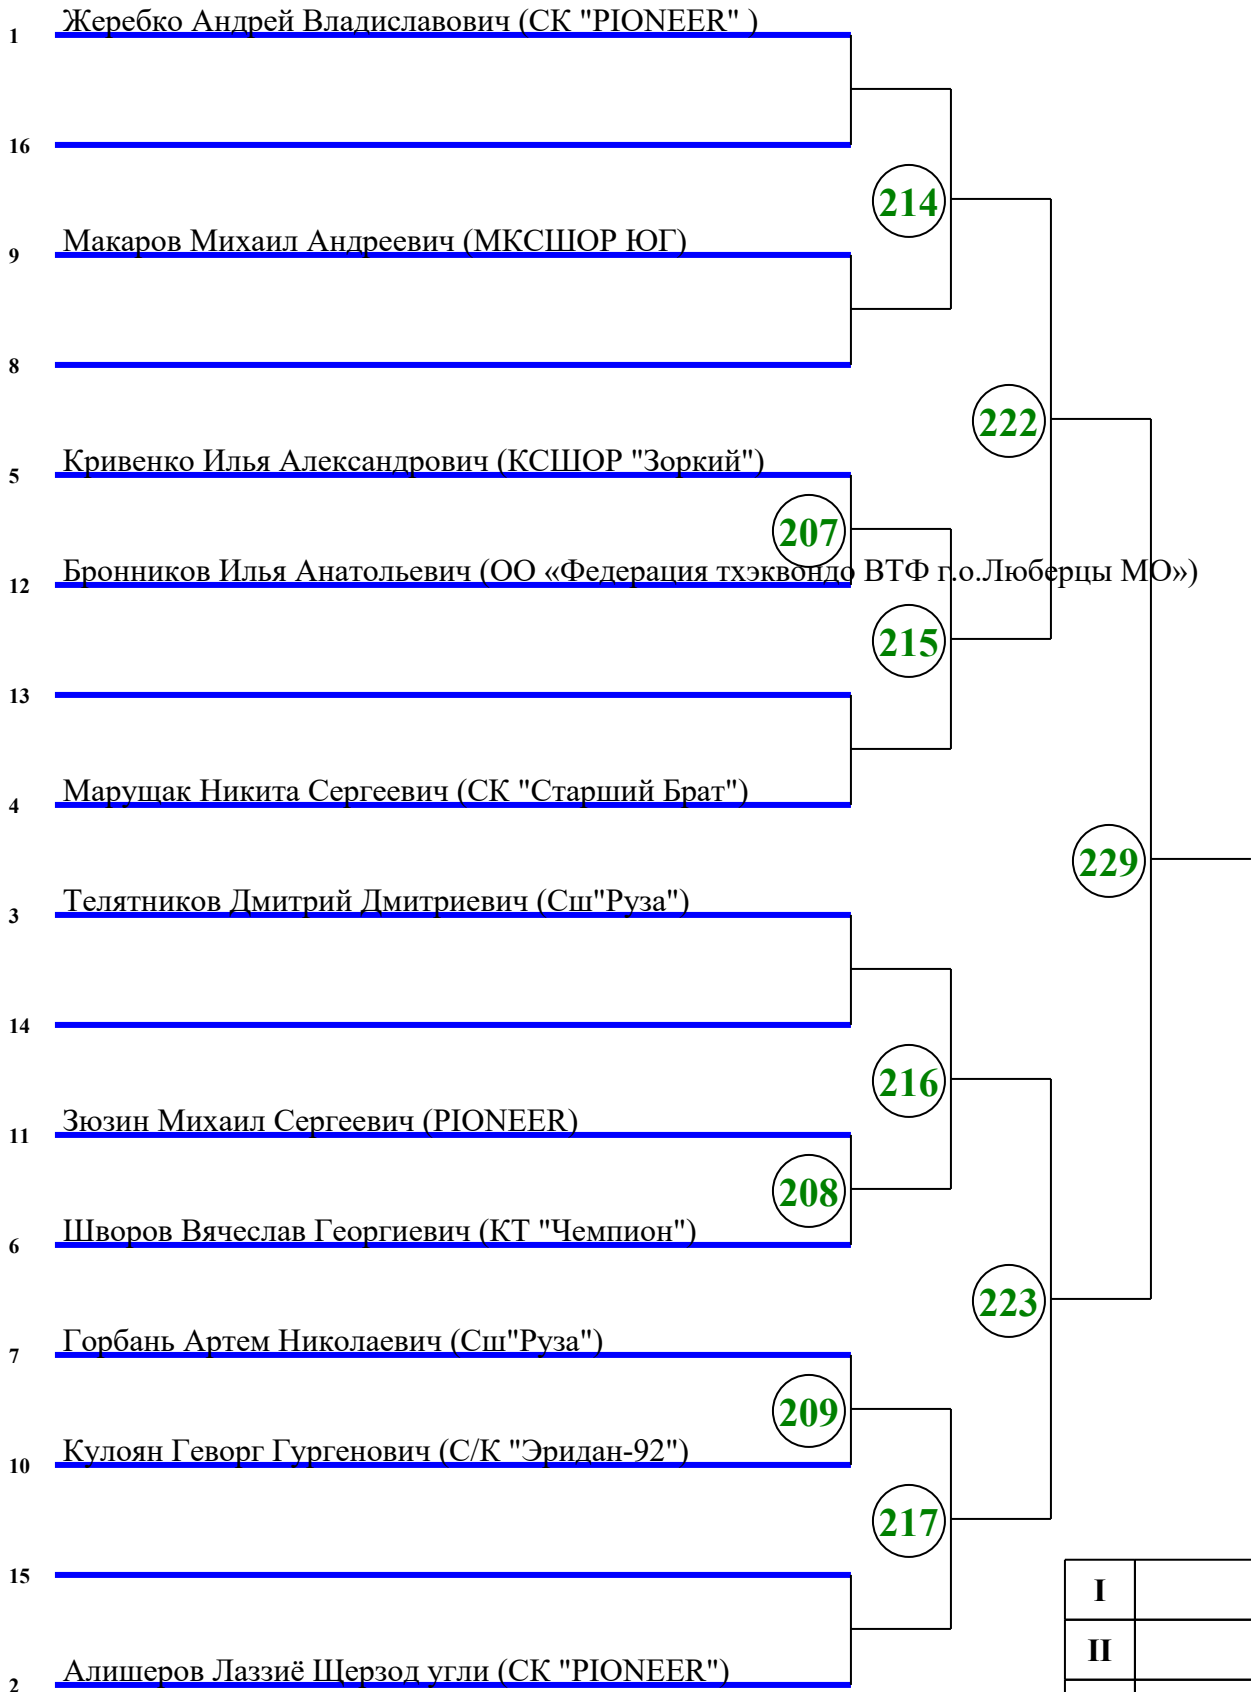 1 Жеребко Андрей Владиславович (СК "PIONEER" )
16
214
9 Макаров Михаил Андреевич (МКСШОР ЮГ)
8
222
5 Кривенко Илья Александрович (КСШОР "Зоркий")
207
12 Бронников Илья Анатольевич (ОО «Федерация тхэквондо ВТФ г.о.Люберцы МО»)
215
13
4 Марущак Никита Сергеевич (СК "Старший Брат")
229
3 Телятников Дмитрий Дмитриевич (Сш"Руза")
14
216
11 Зюзин Михаил Сергеевич (PIONEER)
208
6 Шворов Вячеслав Георгиевич (КТ "Чемпион")
223
7 Горбань Артем Николаевич (Сш"Руза")
209
10 Кулоян Геворг Гургенович (С/К "Эридан-92")
217
15
I
II
2 Алишеров Лаззиё Щерзод угли (СК "PIONEER")